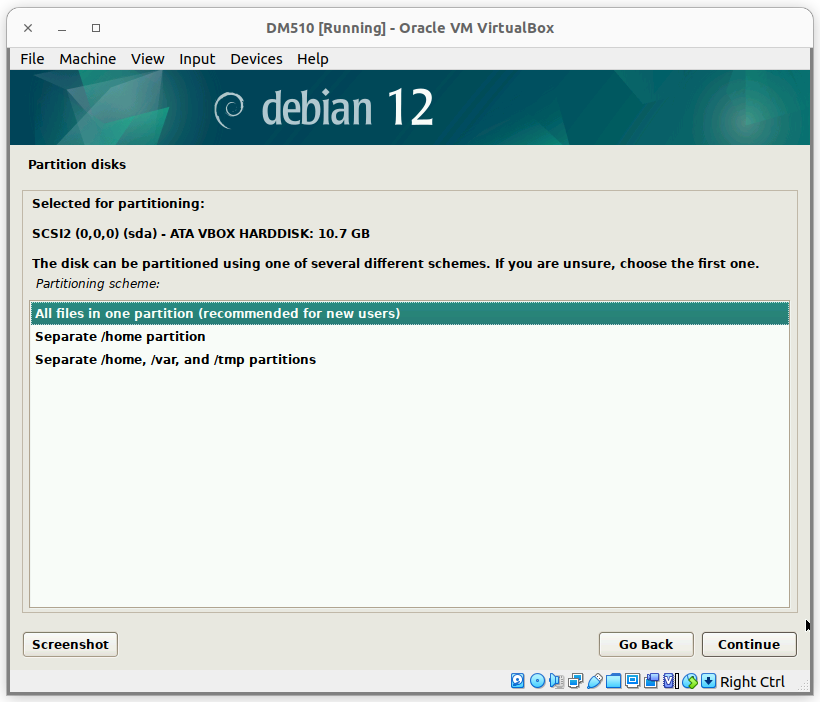 DM510 [Running] - Oracle VM VirtualBox
File Machine View Input Devices Help
debian 12
Partition disks
Selected for partitioning:
SCSI2 (0,0,0) (sda) - ATA VBOX HARDDISK: 10.7 GB
The disk can be partitioned using one of several different schemes. If you are unsure, choose the first one.
Partitioning scheme:
All files in one partition (recommended for new users)
Separate /home partition
Separate /home, /var, and /tmp partitions
Screenshot Go Back Continue
Right Ctrl